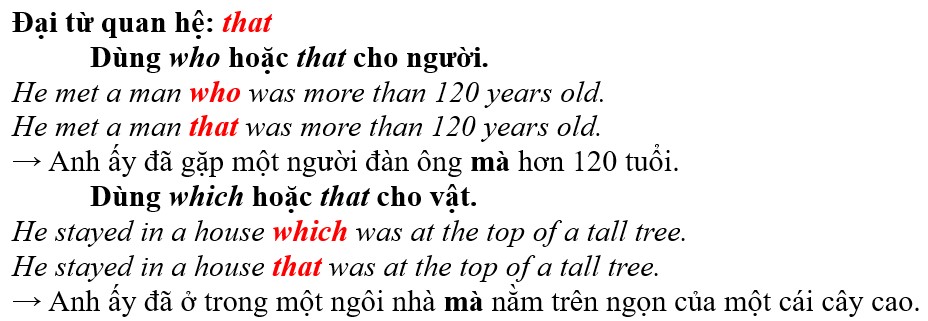 Đại từ quan hệ: that
Dùng who hoặc that cho người.
He met a man who was more than 120 years old.
He met a man that was more than 120 years old.
→ Anh ấy đã gặp một người đàn ông mà hơn 120 tuổi.
Dùng which hoặc that cho vật.
He stayed in a house which was at the top of a tall tree.
He stayed in a house that was at the top of a tall tree.
→ Anh ấy đã ở trong một ngôi nhà mà nằm trên ngọn của một cái cây cao.